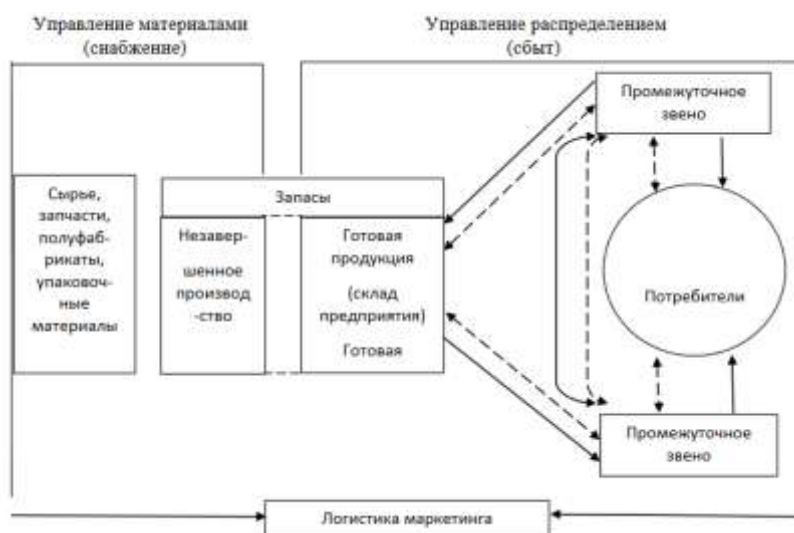 Управление материалами
(снабжение)
Управление распределением
(сбыт)
Промежуточное
звено
Сырье,
запчасти,
полуфаб-
рикаты,
упаковоч-
ные
материалы
Запасы
Незавер-
шенное
производ
-ство
Готовая
продукция
(склад
предприятия)
Готовая
Потребители
Промежуточное
звено
Логистика маркетинга